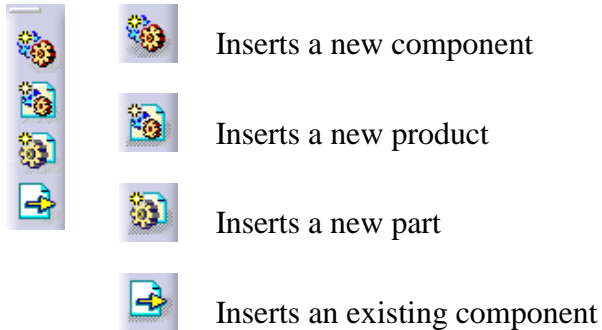 Inserts a new component
Inserts a new product
Inserts a new part
Inserts an existing component